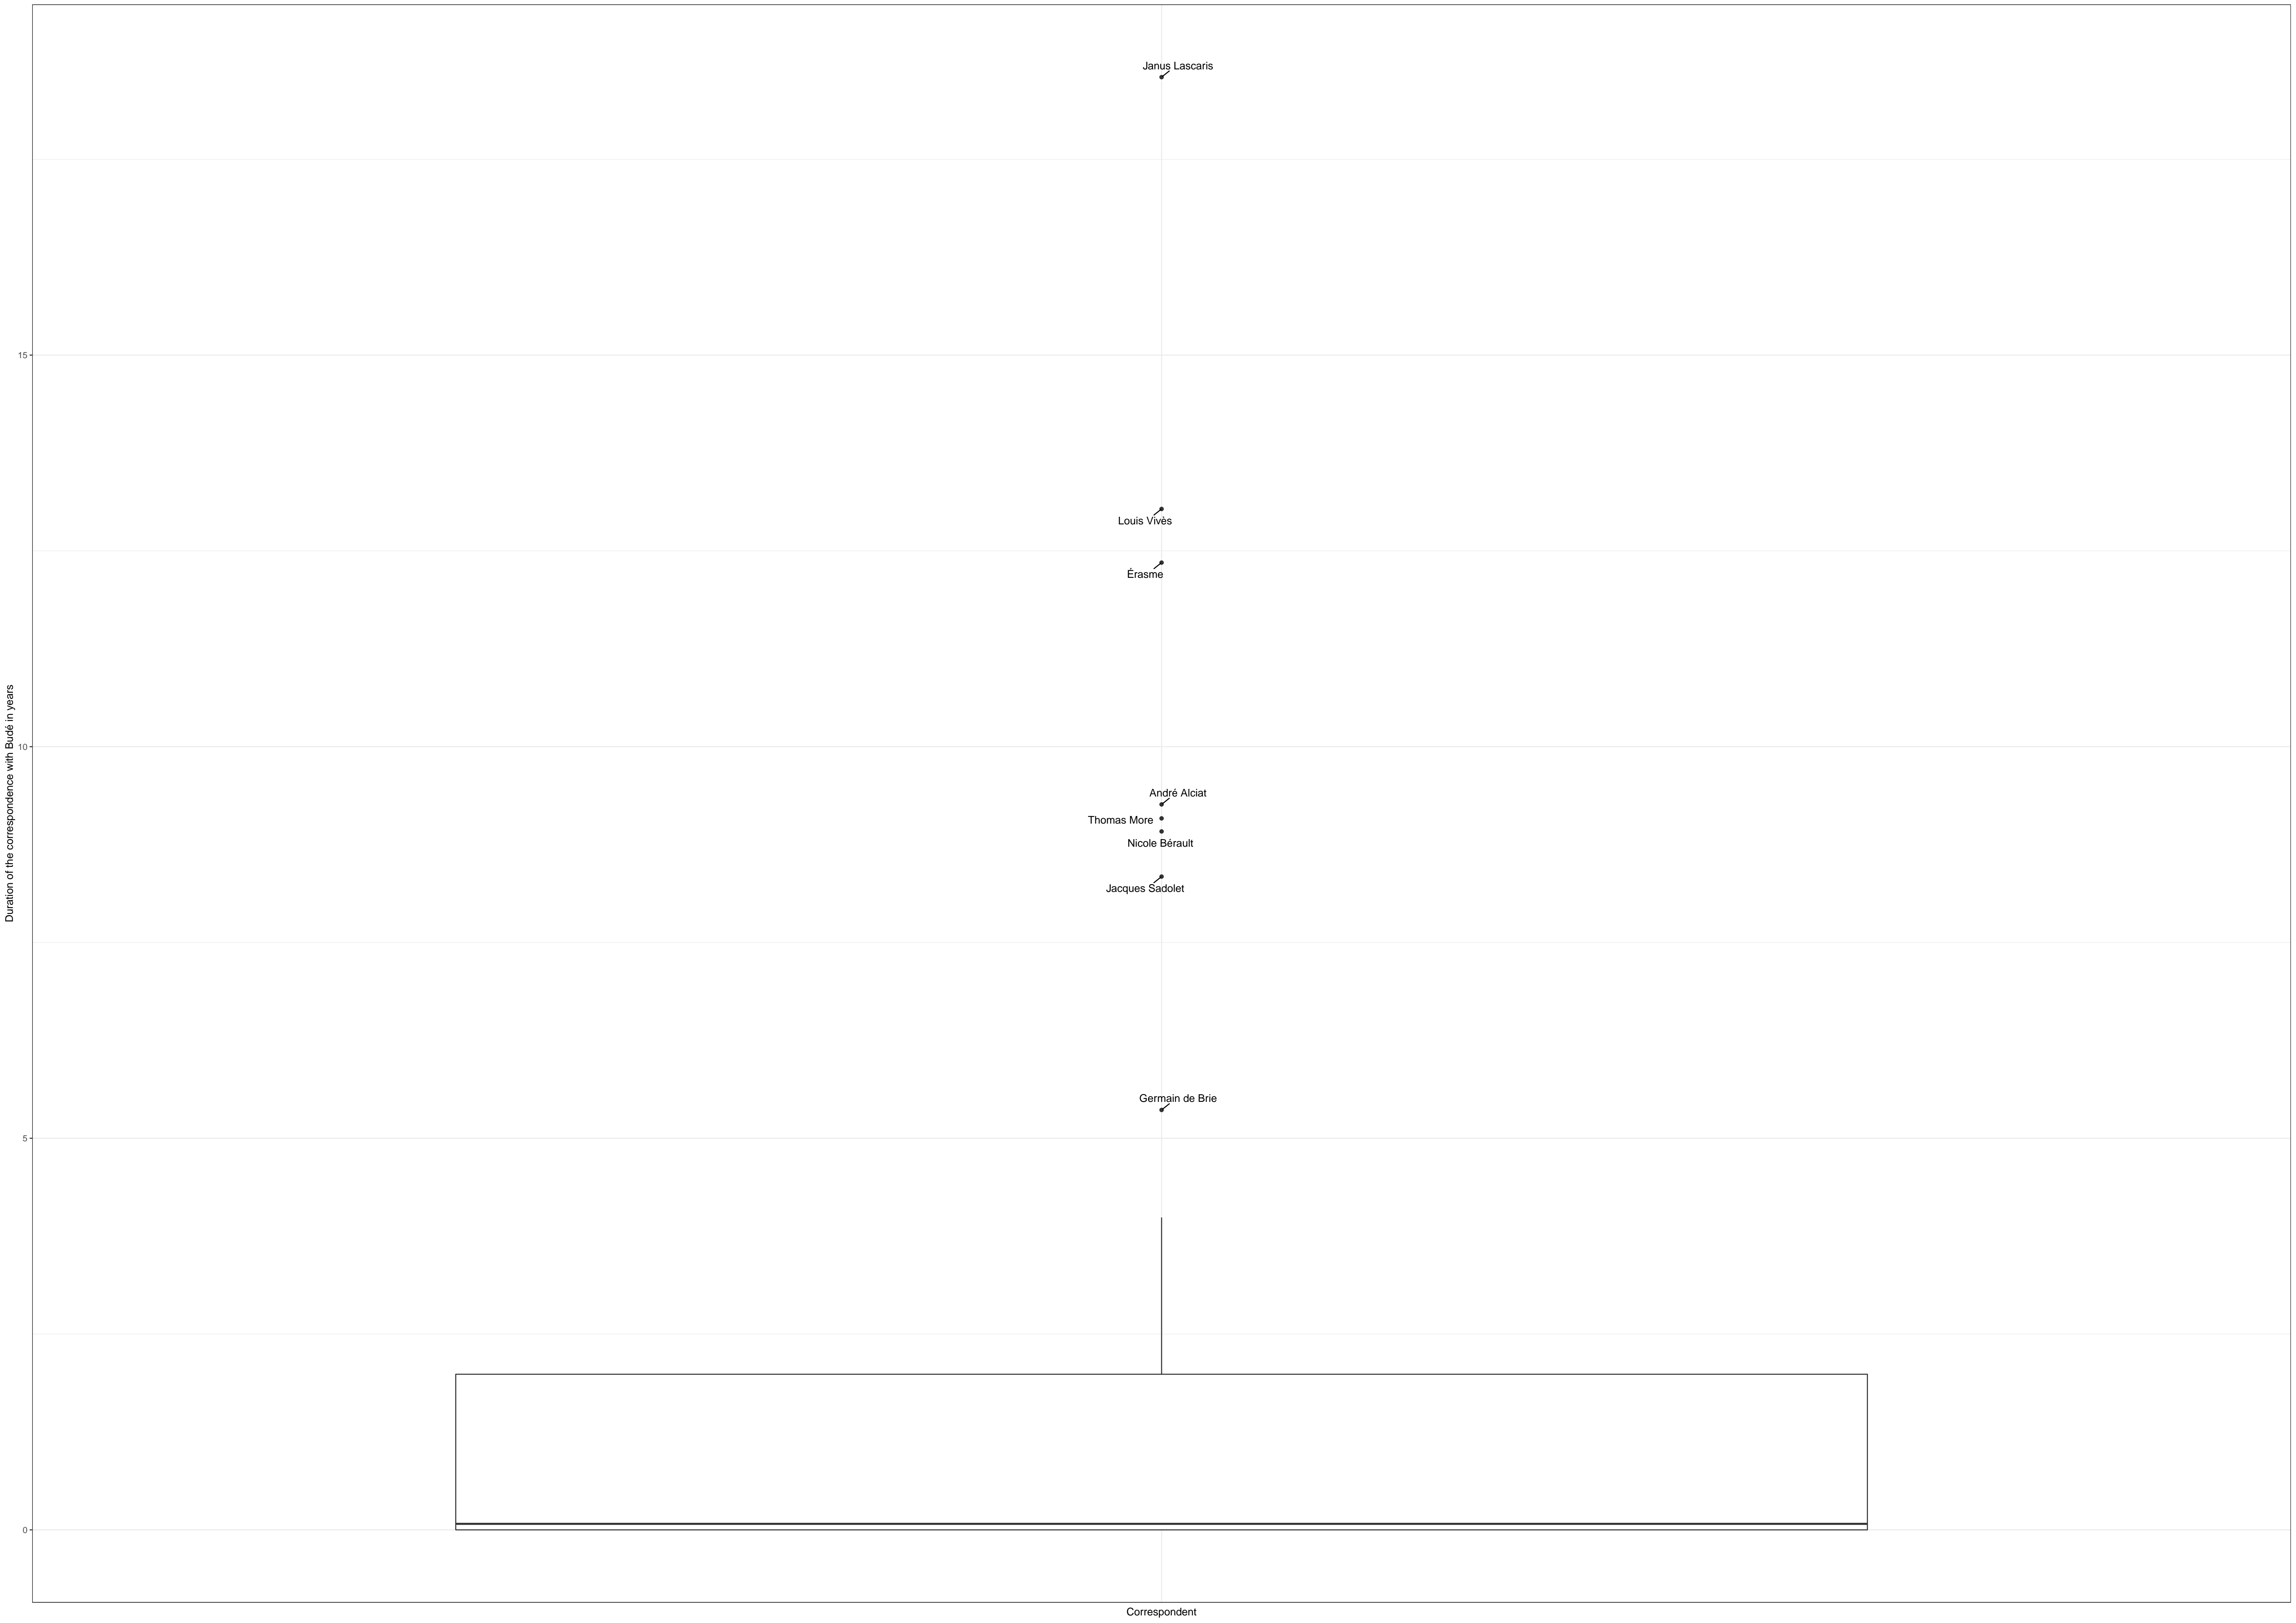 Janus Lascaris
15
Louis Vivès
Érasme
Duration of the correspondence with Budé in years
10
André Alciat
Thomas More
Nicole Bérault
Jacques Sadolet
Germain de Brie
5
0
Correspondent